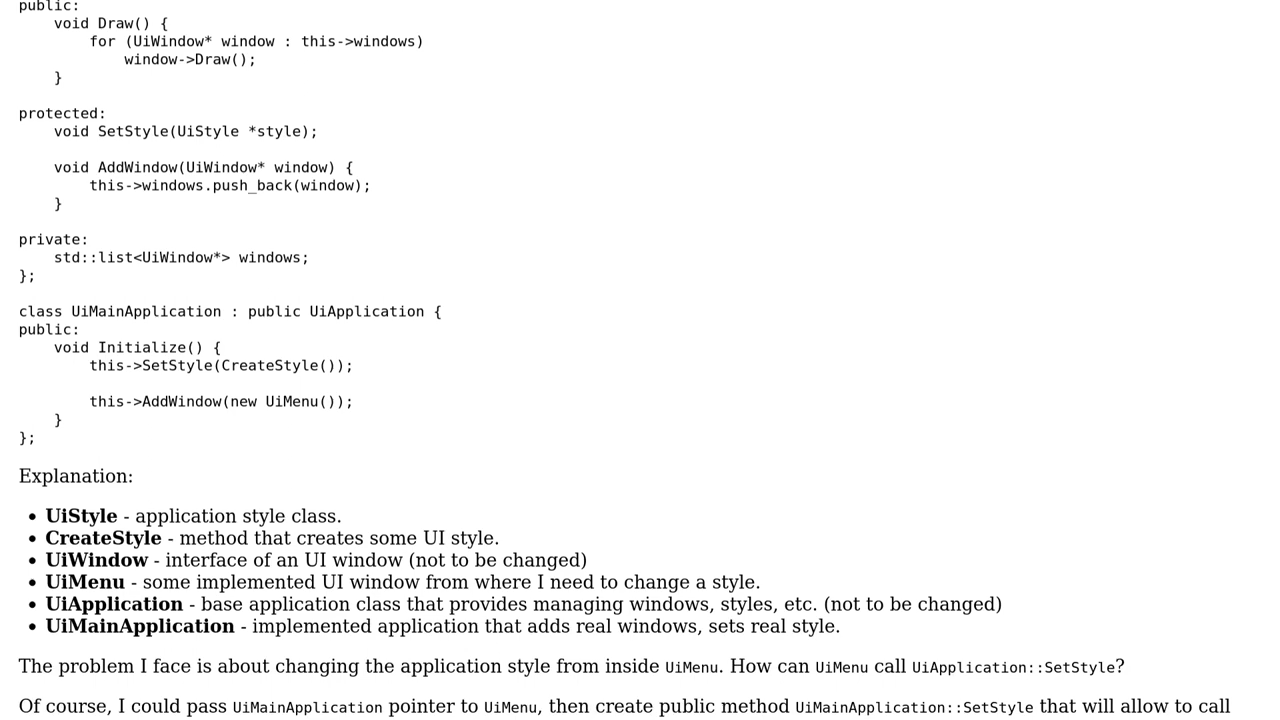 public:
    void Draw() {
        for (UiWindow* window : this->windows)
            window->Draw();
    }

protected:
    void SetStyle(UiStyle *style);

    void AddWindow(UiWindow* window) {
        this->windows.push_back(window);
    }

private:
    std::list<UiWindow*> windows;
};

class UiMainApplication : public UiApplication {
public:
    void Initialize() {
        this->SetStyle(CreateStyle());

        this->AddWindow(new UiMenu());
    }
};

Explanation:

• UiStyle - application style class.
• CreateStyle - method that creates some UI style.
• UiWindow - interface of an UI window (not to be changed)
• UiMenu - some implemented UI window from where I need to change a style.
• UiApplication - base application class that provides managing windows, styles, etc. (not to be changed)
• UiMainApplication - implemented application that adds real windows, sets real style.

The problem I face is about changing the application style from inside UiMenu. How can UiMenu call UiApplication::SetStyle?

Of course, I could pass UiMainApplication pointer to UiMenu, then create public method UiMainApplication::SetStyle that will allow to call